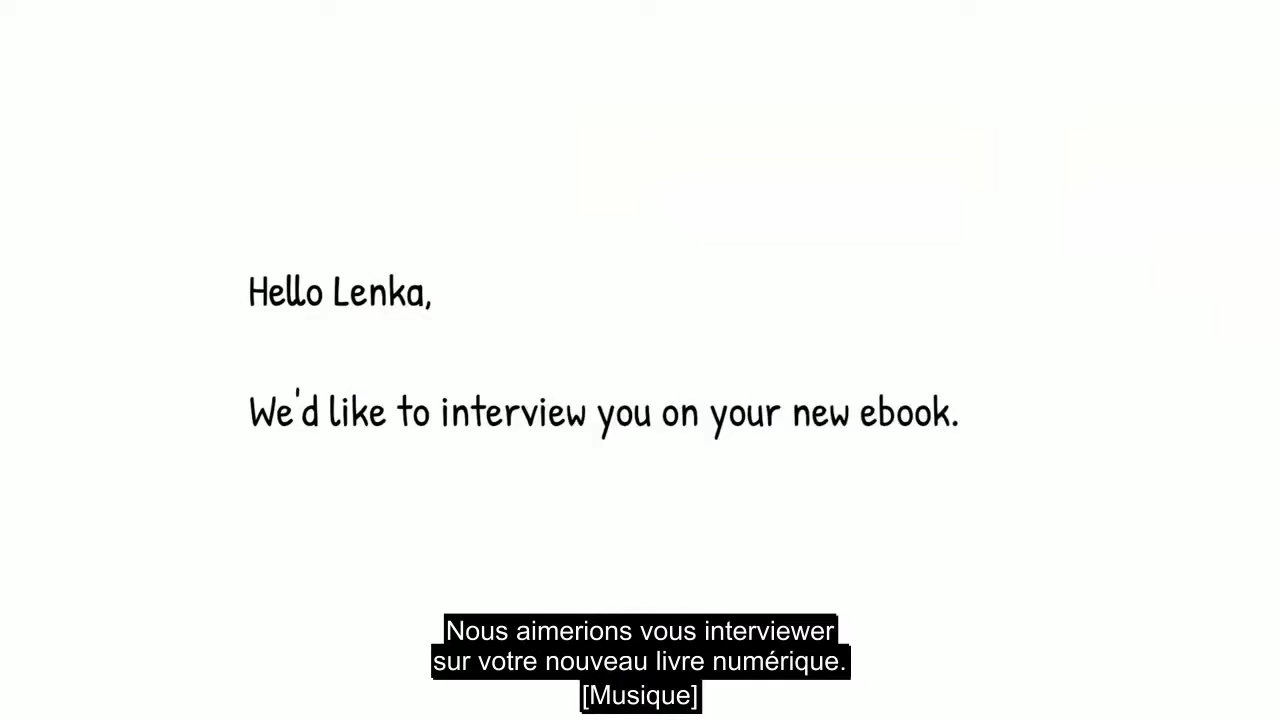 Hello Lenka,
We'd like to interview you on your new ebook.
Nous aimerions vous interviewer
sur votre nouveau livre numérique.
[Musique]